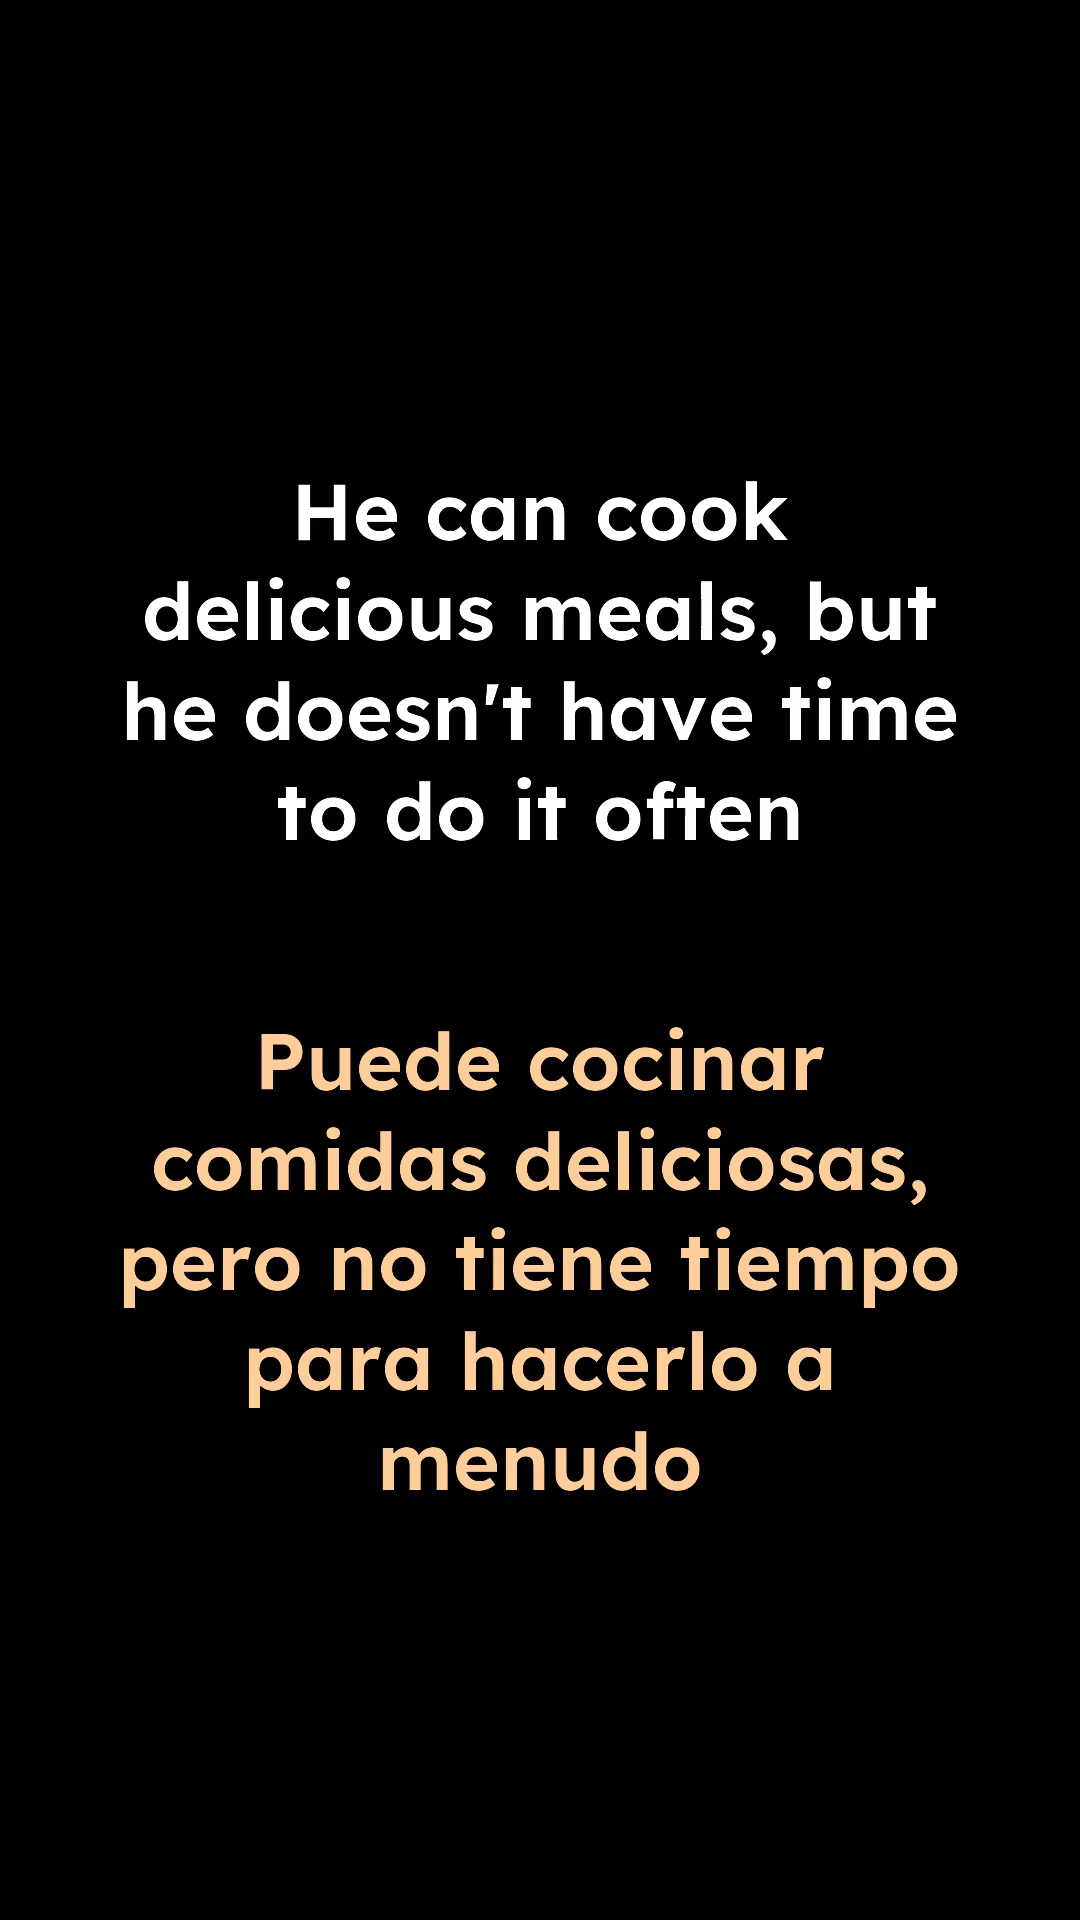 He can cook
delicious meals, but
he doesn't have time
to do it often
Puede cocinar
comidas deliciosas,
pero no tiene tiempo
para hacerlo a
menudo